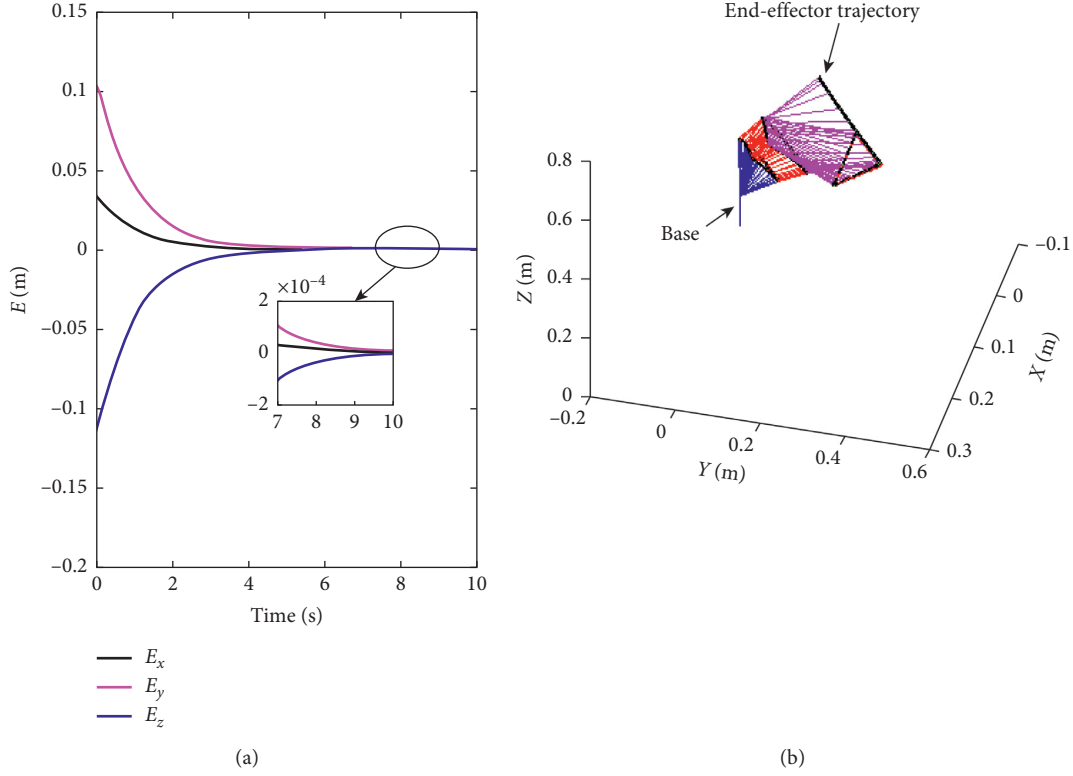 0.15
0.1
0.05
0
−0.05
−0.1
−0.15
−0.2
E (m)
0 2 4 6 8 10
Time (s)
×10−4
2
0
−2
7 8 9 10
Ex
Ey
Ez
(a)
End-effector trajectory
Base
0.8
0.6
0.4
0.2
0
Z (m)
−0.2 0 0.2 0.4 0.6
Y (m)
−0.1
0
0.1
0.2
0.3
X (m)
(b)